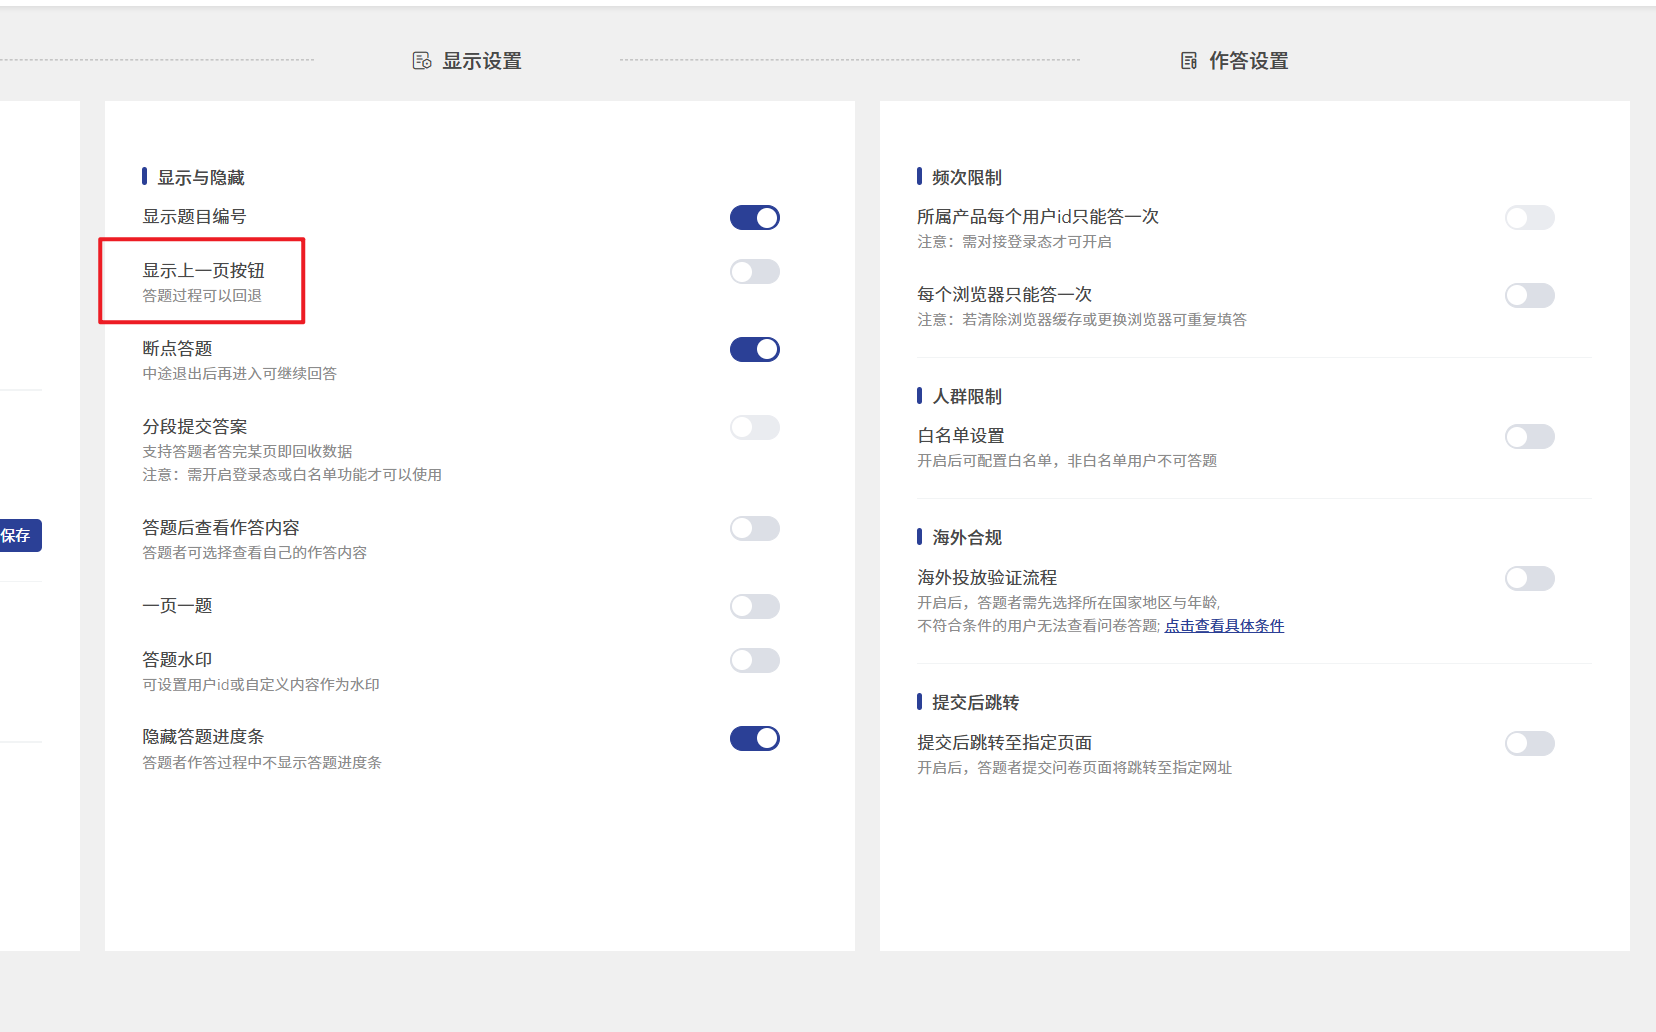 显示设置
作答设置
显示与隐藏
显示题目编号
显示上一页按钮
答题过程可以回退
断点答题
中途退出后再进入可继续回答
分段提交答案
支持答题者答完某页即回收数据
注意：需开启登录态或白名单功能才可以使用
答题后查看作答内容
答题者可选择查看自己的作答内容
一页一题
答题水印
可设置用户id或自定义内容作为水印
隐藏答题进度条
答题者作答过程中不显示答题进度条
保存
频次限制
所属产品每个用户id只能答一次
注意：需对接登录态才可开启
每个浏览器只能答一次
注意：若清除浏览器缓存或更换浏览器可重复填答
人群限制
白名单设置
开启后可配置白名单，非白名单用户不可答题
海外合规
海外投放验证流程
开启后，答题者需先选择所在国家地区与年龄,
不符合条件的用户无法查看问卷答题; 点击查看具体条件
提交后跳转
提交后跳转至指定页面
开启后，答题者提交问卷页面将跳转至指定网址